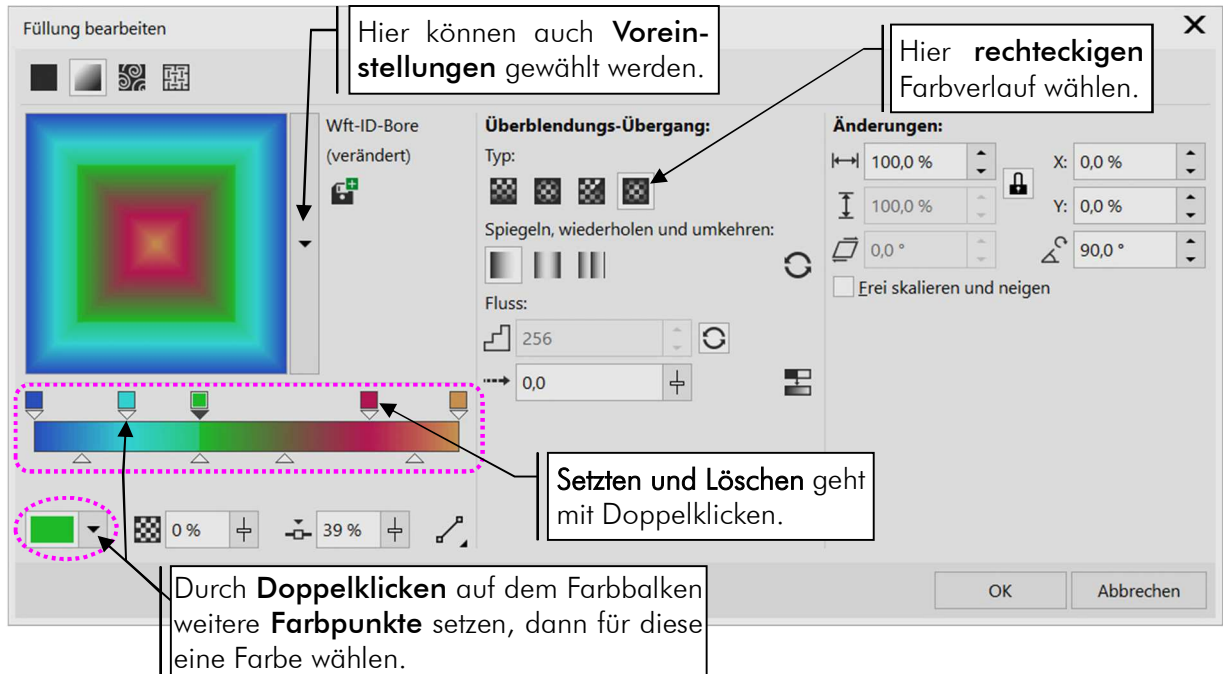 Füllung bearbeiten
Hier können auch Vorein-
stellungen gewählt werden.
Hier rechteckigen
Farbverlauf wählen.
X
Wft-ID-Bore
(verändert)
Überblendungs-Übergang:
Typ:
Spiegeln, wiederholen und umkehren:
Fluss:
256
0,0
Änderungen:
100,0 %
X: 0,0 %
100,0 %
Y: 0,0 %
0,0 °
90,0 °
Frei skalieren und neigen
Setzten und Löschen geht
mit Doppelklicken.
0 %
39 %
Durch Doppelklicken auf dem Farbbalken
weitere Farbpunkte setzen, dann für diese
eine Farbe wählen.
OK
Abbrechen